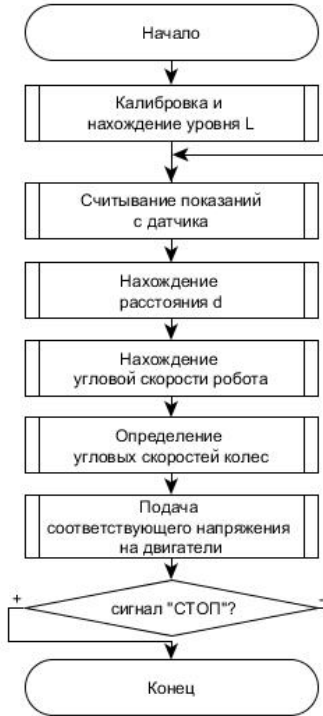 Начало
Калибровка и
нахождение уровня L
Считывание показаний
с датчика
Нахождение
расстояния d
Нахождение
угловой скорости робота
Определение
угловых скоростей колес
Подача
соответствующего напряжения
на двигатели
+
сигнал "СТОП"?
-
Конец